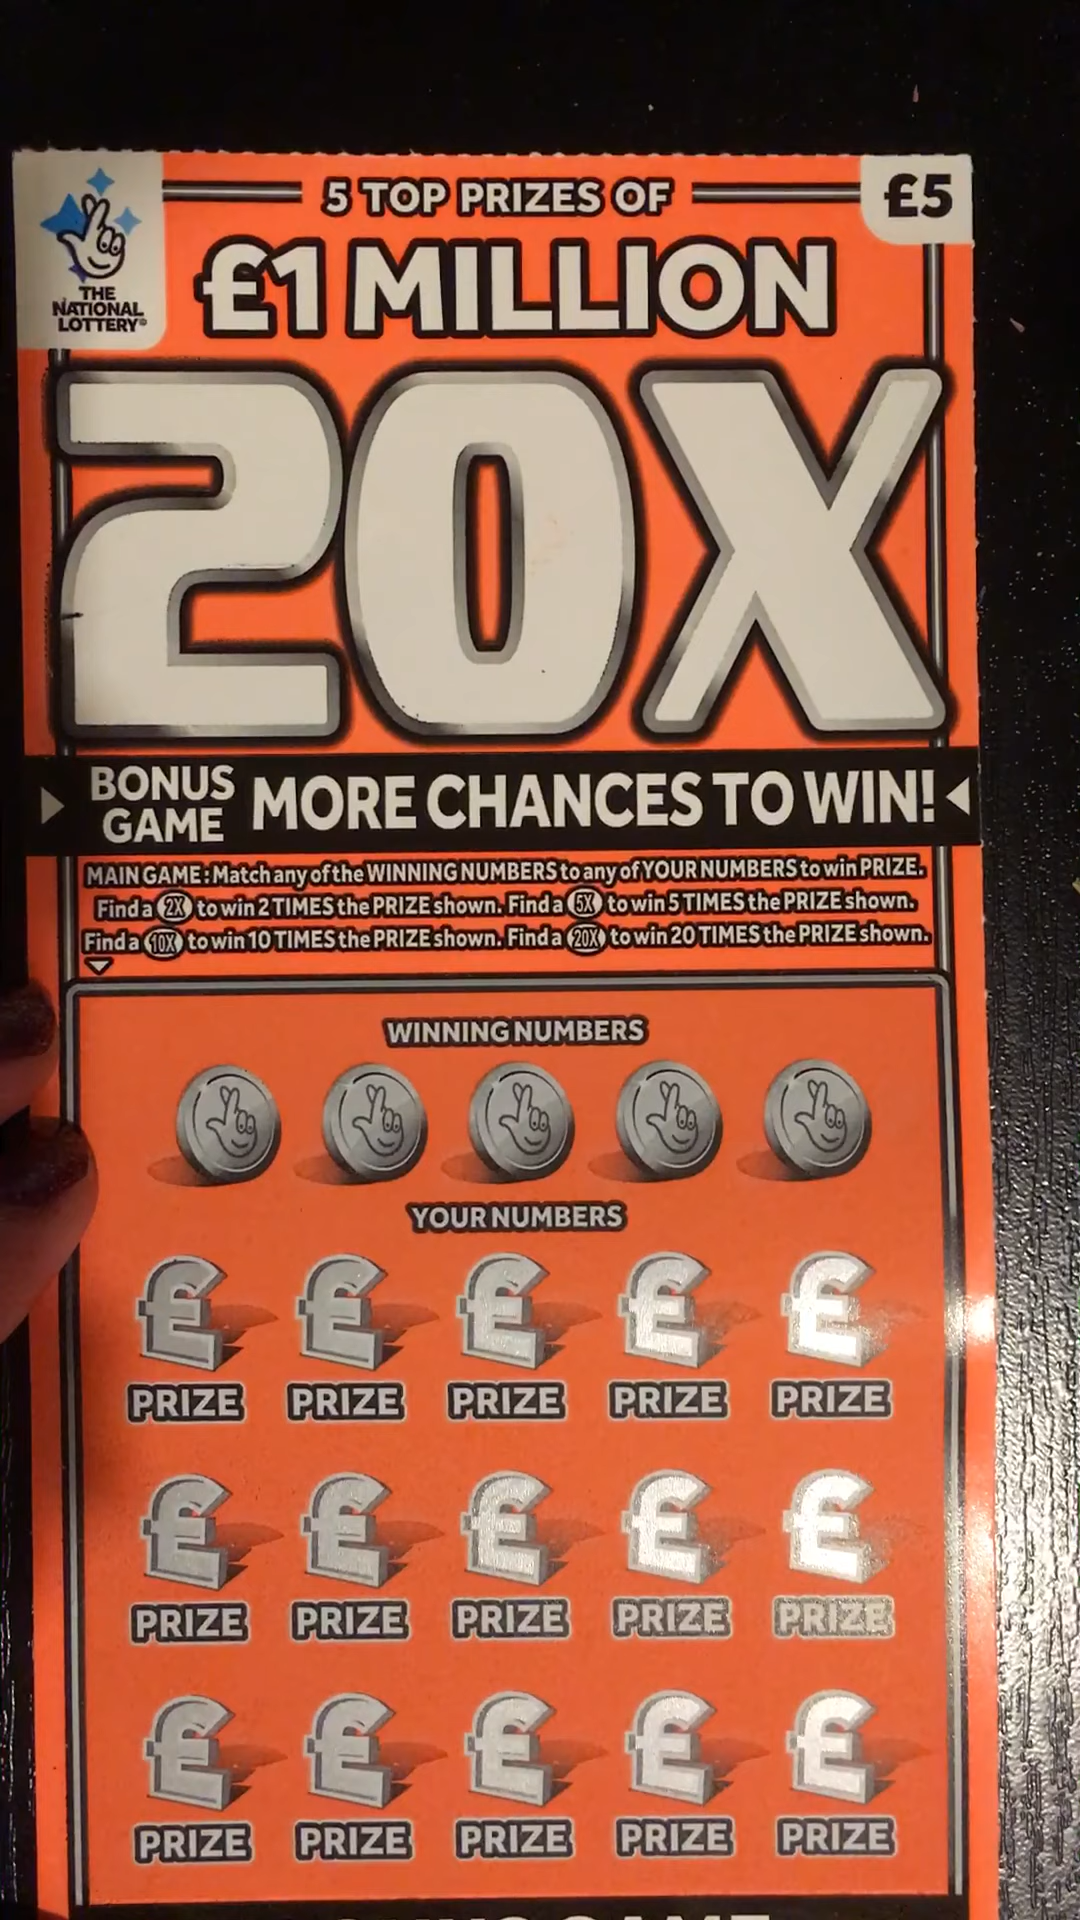 5 TOP PRIZES OF
£5
£1 MILLION
THE
NATIONAL
LOTTERY®
20X
BONUS
GAME
MORE CHANCES TO WIN!
MAIN GAME: Match any of the WINNING NUMBERS to any of YOUR NUMBERS to win PRIZE.
Find a 2X to win 2 TIMES the PRIZE shown. Find a 5X to win 5 TIMES the PRIZE shown.
Find a 10X to win 10 TIMES the PRIZE shown. Find a 20X to win 20 TIMES the PRIZE shown.
WINNING NUMBERS
YOUR NUMBERS
£ £ £ £ £
PRIZE PRIZE PRIZE PRIZE PRIZE
£ £ £ £ £
PRIZE PRIZE PRIZE PRIZE PRIZE
£ £ £ £ £
PRIZE PRIZE PRIZE PRIZE PRIZE